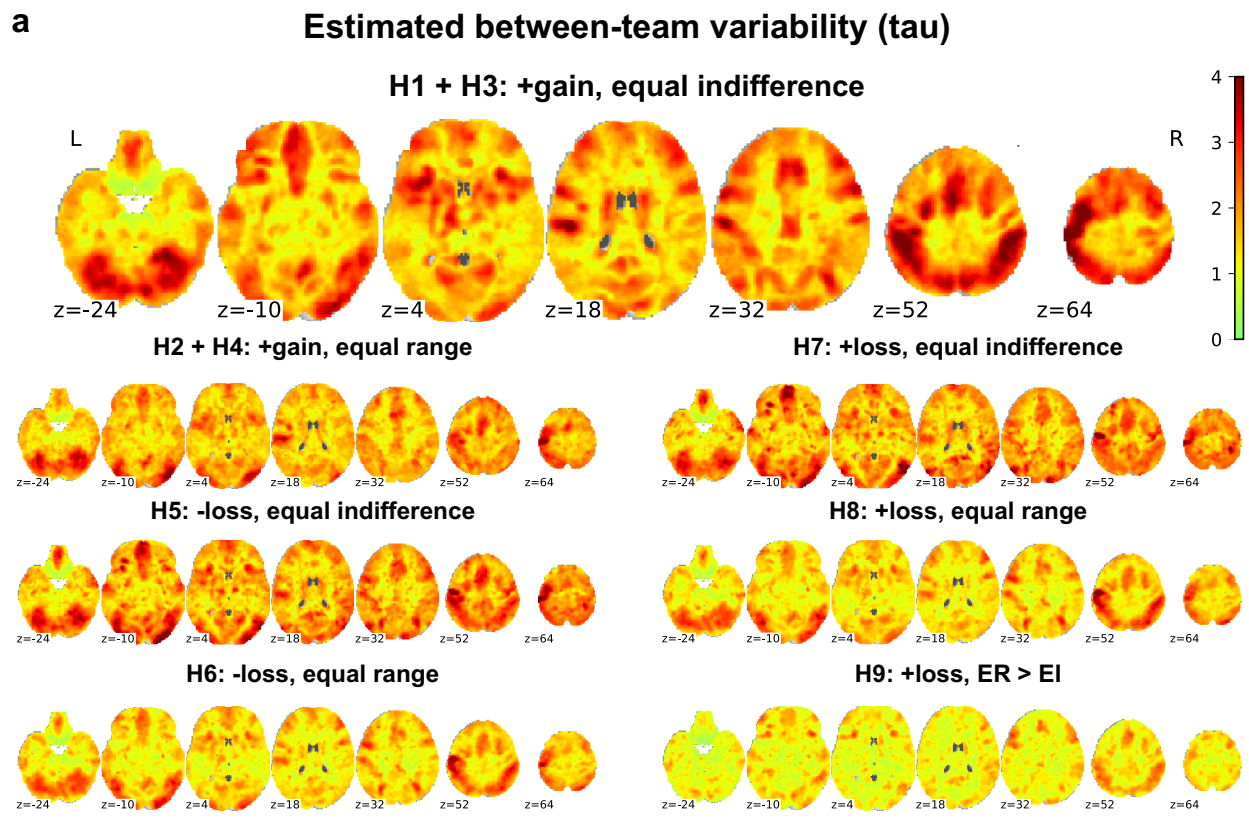 a
Estimated between-team variability (tau)
H1 + H3: +gain, equal indifference
L
R
4
3
2
1
0
z=-24 z=-10 z=4 z=18 z=32 z=52 z=64
H2 + H4: +gain, equal range
z=-24 z=-10 z=4 z=18 z=32 z=52 z=64
H7: +loss, equal indifference
z=-24 z=-10 z=4 z=18 z=32 z=52 z=64
H5: -loss, equal indifference
z=-24 z=-10 z=4 z=18 z=32 z=52 z=64
H8: +loss, equal range
z=-24 z=-10 z=4 z=18 z=32 z=52 z=64
H6: -loss, equal range
z=-24 z=-10 z=4 z=18 z=32 z=52 z=64
H9: +loss, ER > EI
z=-24 z=-10 z=4 z=18 z=32 z=52 z=64